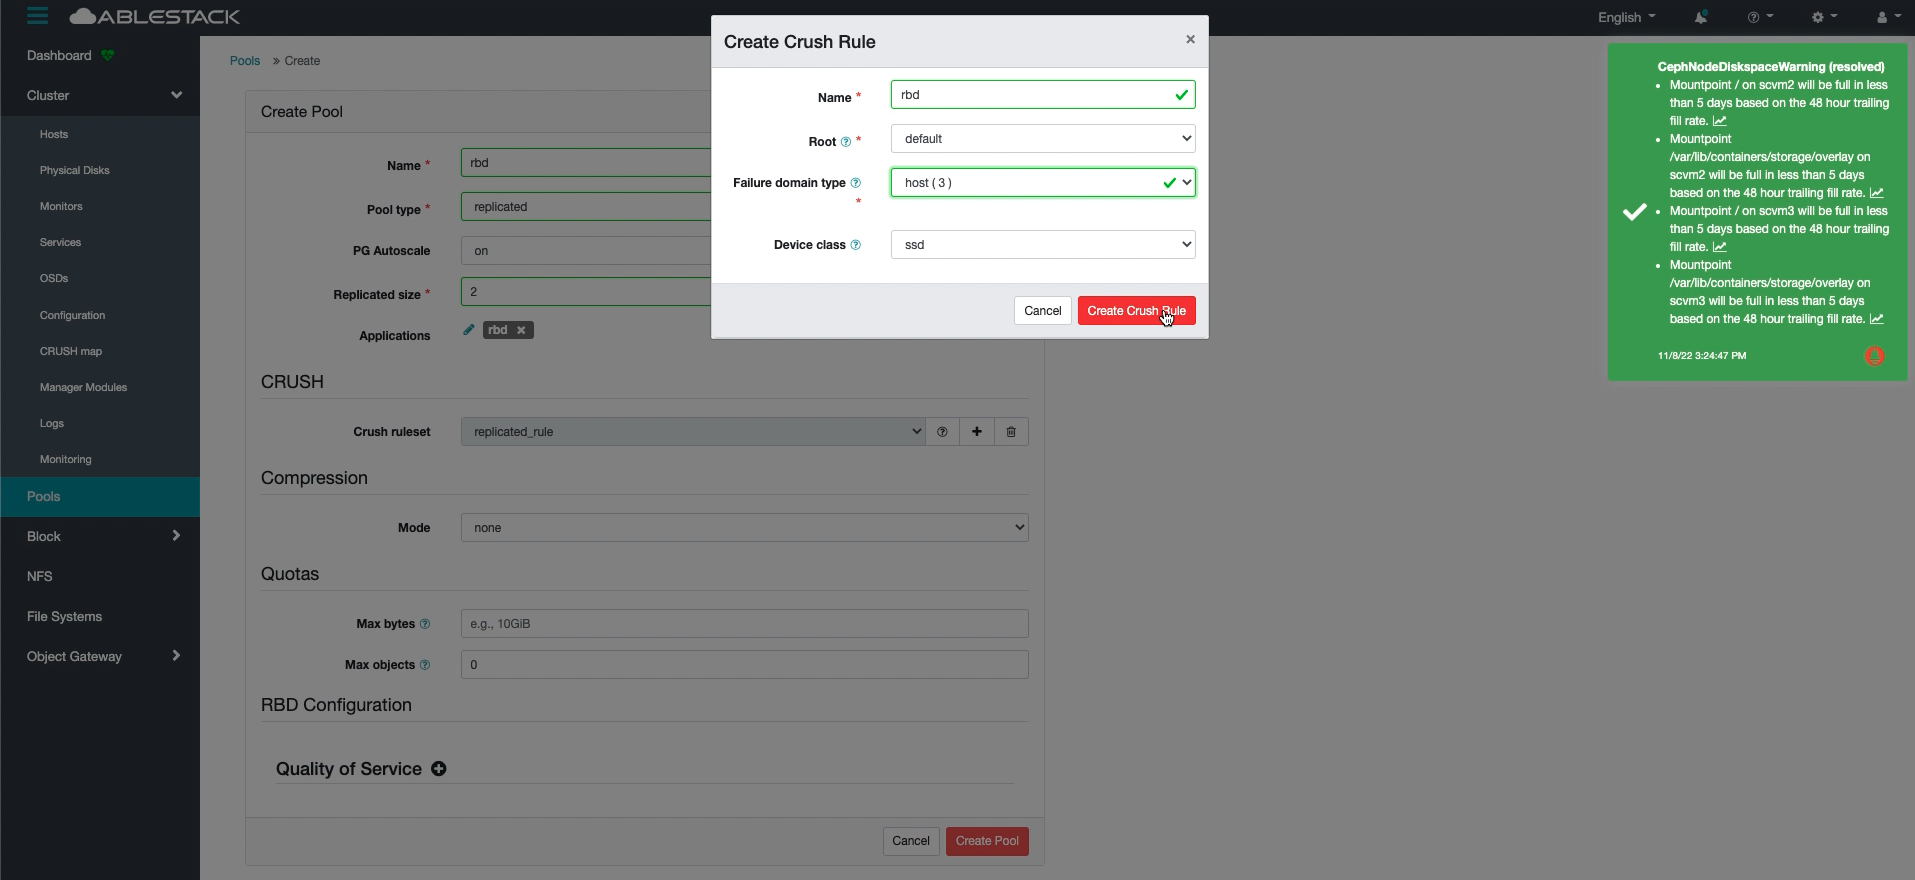 ABLESTACK
English
Dashboard
Cluster
Hosts
Physical Disks
Monitors
Services
OSDs
Configuration
CRUSH map
Manager Modules
Logs
Monitoring
Pools
Block
NFS
File Systems
Object Gateway
Pools » Create
Create Pool
Name * rbd
Pool type * replicated
PG Autoscale on
Replicated size * 2
Applications rbd ×
CRUSH
Crush ruleset replicated_rule
Compression
Mode none
Quotas
Max bytes e.g., 10GiB
Max objects 0
RBD Configuration
Quality of Service
Cancel Create Pool
Create Crush Rule ×
Name * rbd
Root * default
Failure domain type * host ( 3 )
Device class ssd
Cancel Create Crush Rule
CephNodeDiskspaceWarning (resolved)
• Mountpoint / on scvm2 will be full in less
than 5 days based on the 48 hour trailing
fill rate.
• Mountpoint
/var/lib/containers/storage/overlay on
scvm2 will be full in less than 5 days
based on the 48 hour trailing fill rate.
• Mountpoint / on scvm3 will be full in less
than 5 days based on the 48 hour trailing
fill rate.
• Mountpoint
/var/lib/containers/storage/overlay on
scvm3 will be full in less than 5 days
based on the 48 hour trailing fill rate.
11/8/22 3:24:47 PM